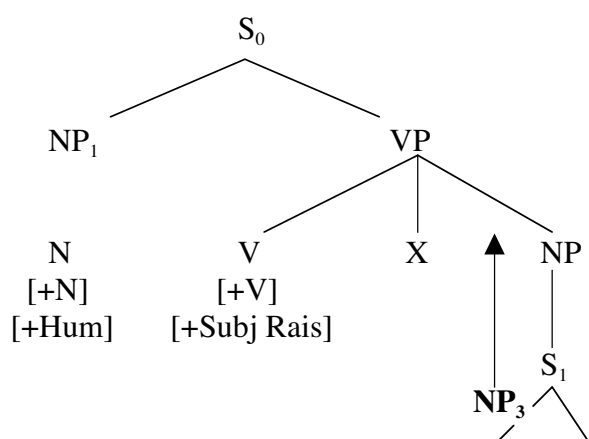 S₀
NP₁ VP
N V X NP
[+N] [+V]
[+Hum] [+Subj Rais]
S₁
NP₃